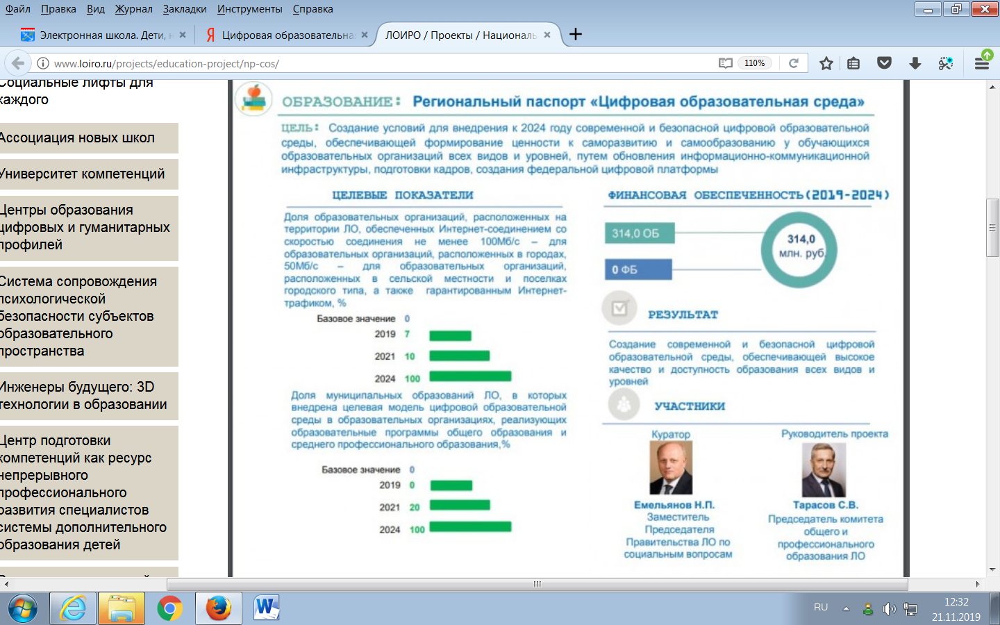 Файл Правка Вид Журнал Закладки Инструменты Справка
Электронная школа. Дети, н
Цифровая образовательна
ЛОИРО / Проекты / Националь
www.loiro.ru/projects/education-project/np-cos/
110%
Социальные лифты для
каждого
Ассоциация новых школ
Университет компетенций
Центры образования
цифровых и гуманитарных
профилей
Система сопровождения
психологической
безопасности субъектов
образовательного
пространства
Инженеры будущего: 3D
технологии в образовании
Центр подготовки
компетенций как ресурс
непрерывного
профессионального
развития специалистов
системы дополнительного
образования детей
ОБРАЗОВАНИЕ: Региональный паспорт «Цифровая образовательная среда»
ЦЕЛЬ: Создание условий для внедрения к 2024 году современной и безопасной цифровой образовательной
среды, обеспечивающей формирование ценности к саморазвитию и самообразованию у обучающихся
образовательных организаций всех видов и уровней, путем обновления информационно-коммуникационной
инфраструктуры, подготовки кадров, создания федеральной цифровой платформы
ЦЕЛЕВЫЕ ПОКАЗАТЕЛИ
Доля образовательных организаций, расположенных на
территории ЛО, обеспеченных Интернет-соединением со
скоростью соединения не менее 100Мб/с – для
образовательных организаций, расположенных в городах,
50Мб/с – для образовательных организаций,
расположенных в сельской местности и поселках
городского типа, а также гарантированным Интернет-
трафиком, %
Базовое значение 0
2019 7
2021 10
2024 100
Доля муниципальных образований ЛО, в которых
внедрена целевая модель цифровой образовательной
среды в образовательных организациях, реализующих
образовательные программы общего образования и
среднего профессионального образования,%
Базовое значение 0
2019 0
2021 20
2024 100
ФИНАНСОВАЯ ОБЕСПЕЧЕННОСТЬ(2019-2024)
314,0 ОБ
0 ФБ
314,0
млн. руб.
РЕЗУЛЬТАТ
Создание современной и безопасной цифровой
образовательной среды, обеспечивающей высокое
качество и доступность образования всех видов и
уровней
УЧАСТНИКИ
Куратор
Емельянов Н.П.
Заместитель
Председателя
Правительства ЛО по
социальным вопросам
Руководитель проекта
Тарасов С.В.
Председатель комитета
общего и
профессионального
образования ЛО
RU
12:32
21.11.2019